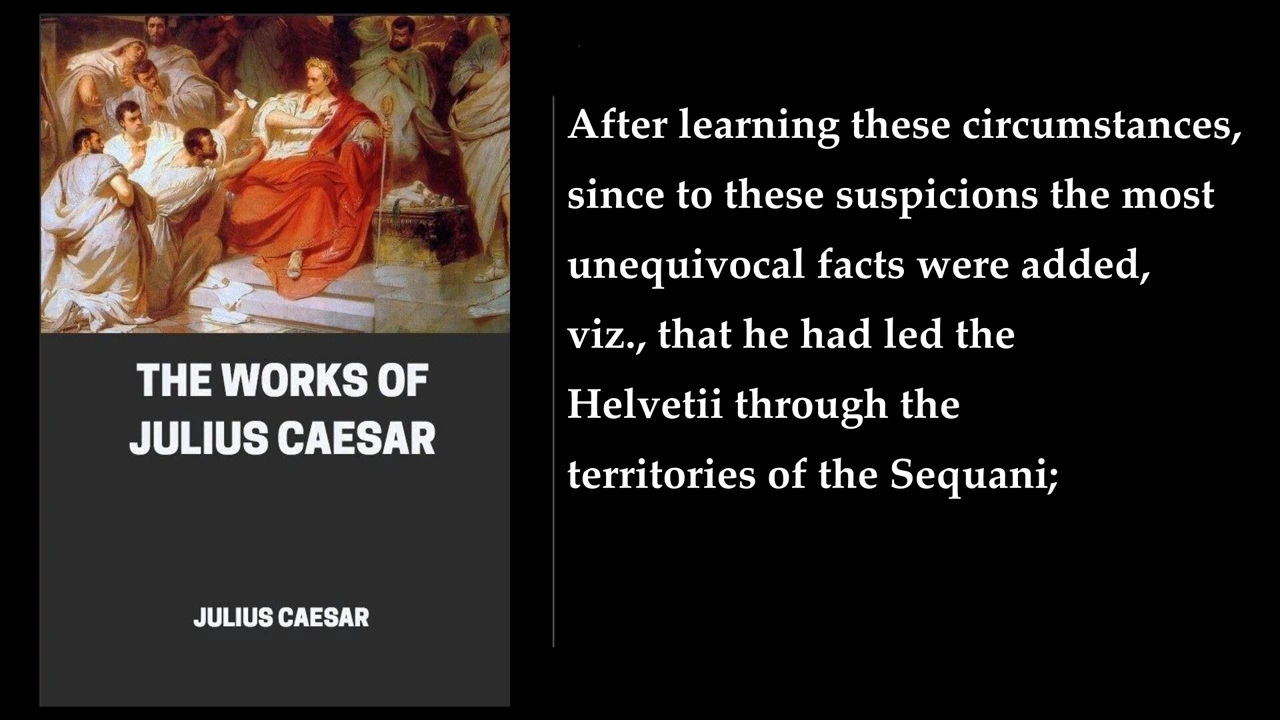 THE WORKS OF
JULIUS CAESAR
JULIUS CAESAR
After learning these circumstances,
since to these suspicions the most
unequivocal facts were added,
viz., that he had led the
Helvetii through the
territories of the Sequani;